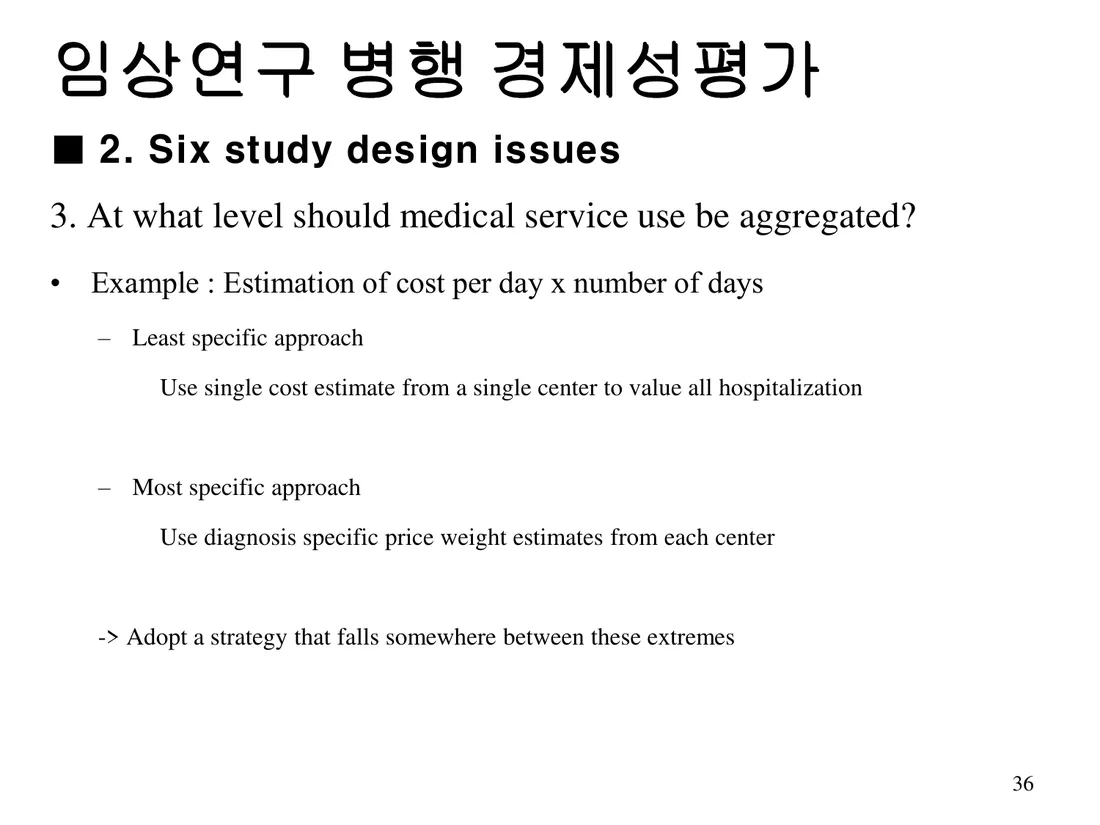 임상연구 병행 경제성평가
■ 2. Six study design issues
3. At what level should medical service use be aggregated?
• Example : Estimation of cost per day x number of days
– Least specific approach
Use single cost estimate from a single center to value all hospitalization
– Most specific approach
Use diagnosis specific price weight estimates from each center
-> Adopt a strategy that falls somewhere between these extremes
36